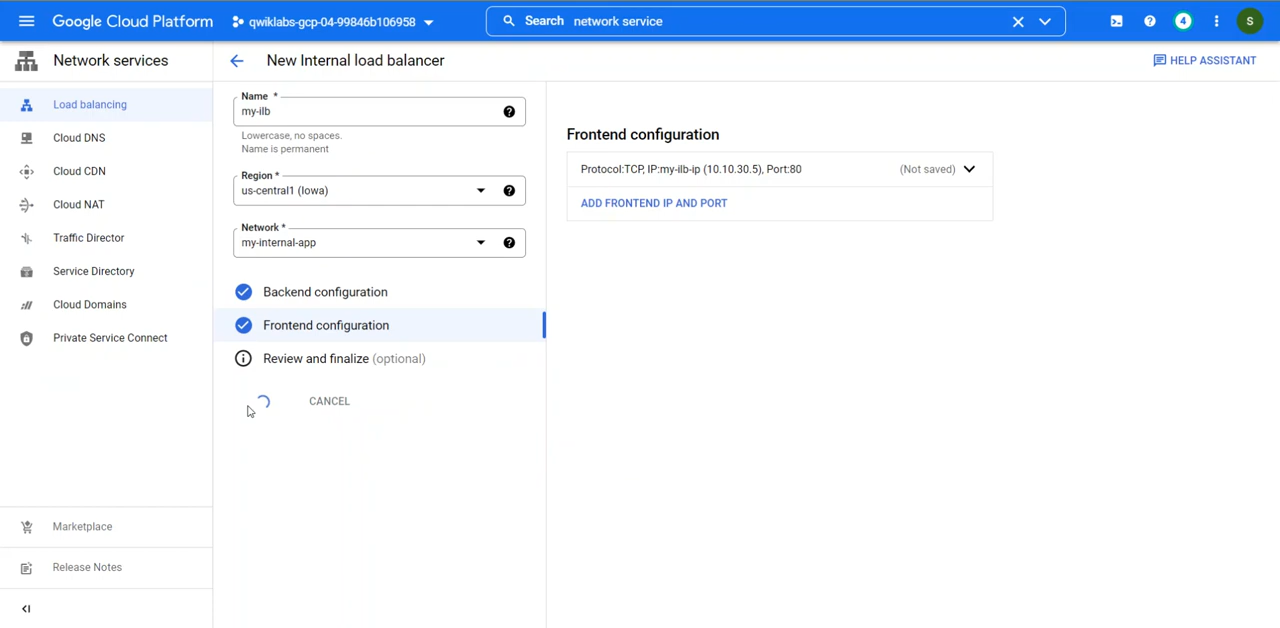 Google Cloud Platform
qwiklabs-gcp-04-99846b106958
Search network service
4
S
Network services
New Internal load balancer
HELP ASSISTANT
Load balancing
Cloud DNS
Cloud CDN
Cloud NAT
Traffic Director
Service Directory
Cloud Domains
Private Service Connect
Marketplace
Release Notes
Name *
my-ilb
Lowercase, no spaces.
Name is permanent
Region *
us-central1 (Iowa)
Network *
my-internal-app
Backend configuration
Frontend configuration
Review and finalize (optional)
CANCEL
Frontend configuration
Protocol:TCP, IP:my-ilb-ip (10.10.30.5), Port:80 (Not saved)
ADD FRONTEND IP AND PORT